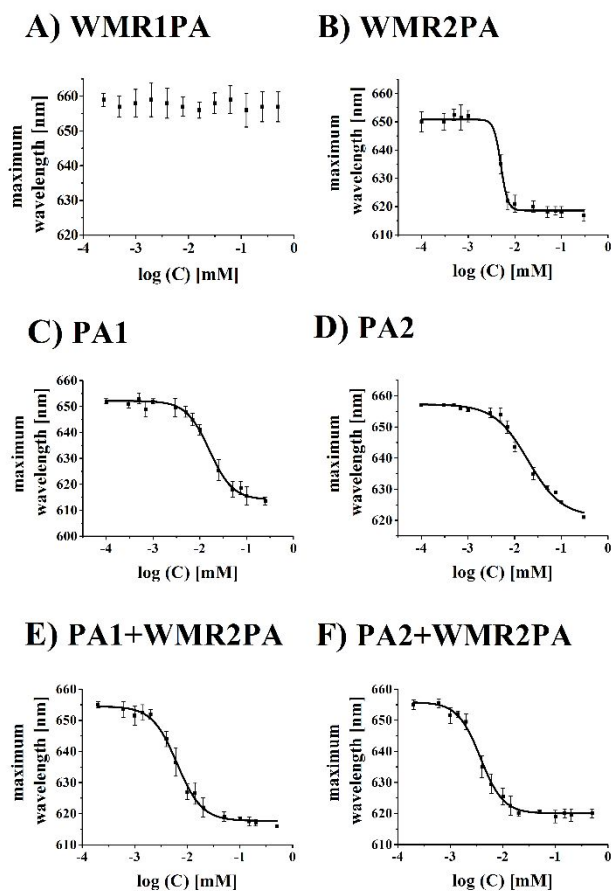 A) WMR1PA
B) WMR2PA
maximum
wavelength [nm]
660
650
640
630
620
-4
-3
-2
-1
0
log (C) [mM]
maximum
wavelength [nm]
660
650
640
630
620
610
-4
-3
-2
-1
0
log (C) [mM]
C) PA1
D) PA2
maximum
wavelength [nm]
660
650
640
630
620
610
600
-4
-3
-2
-1
0
log (C) [mM]
maximum
wavelength [nm]
660
650
640
630
620
-4
-3
-2
-1
0
log (C) [mM]
E) PA1+WMR2PA
F) PA2+WMR2PA
maximum
wavelength [nm]
660
650
640
630
620
610
-4
-3
-2
-1
0
log (C) [mM]
maximum
wavelength [nm]
660
650
640
630
620
610
-4
-3
-2
-1
0
log (C) [mM]